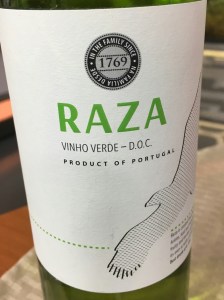 IN THE FAMILY SINCE
1769
NA FAMÍLIA DESDE
RAZA
VINHO VERDE – D.O.C.
PRODUCT OF PORTUGAL